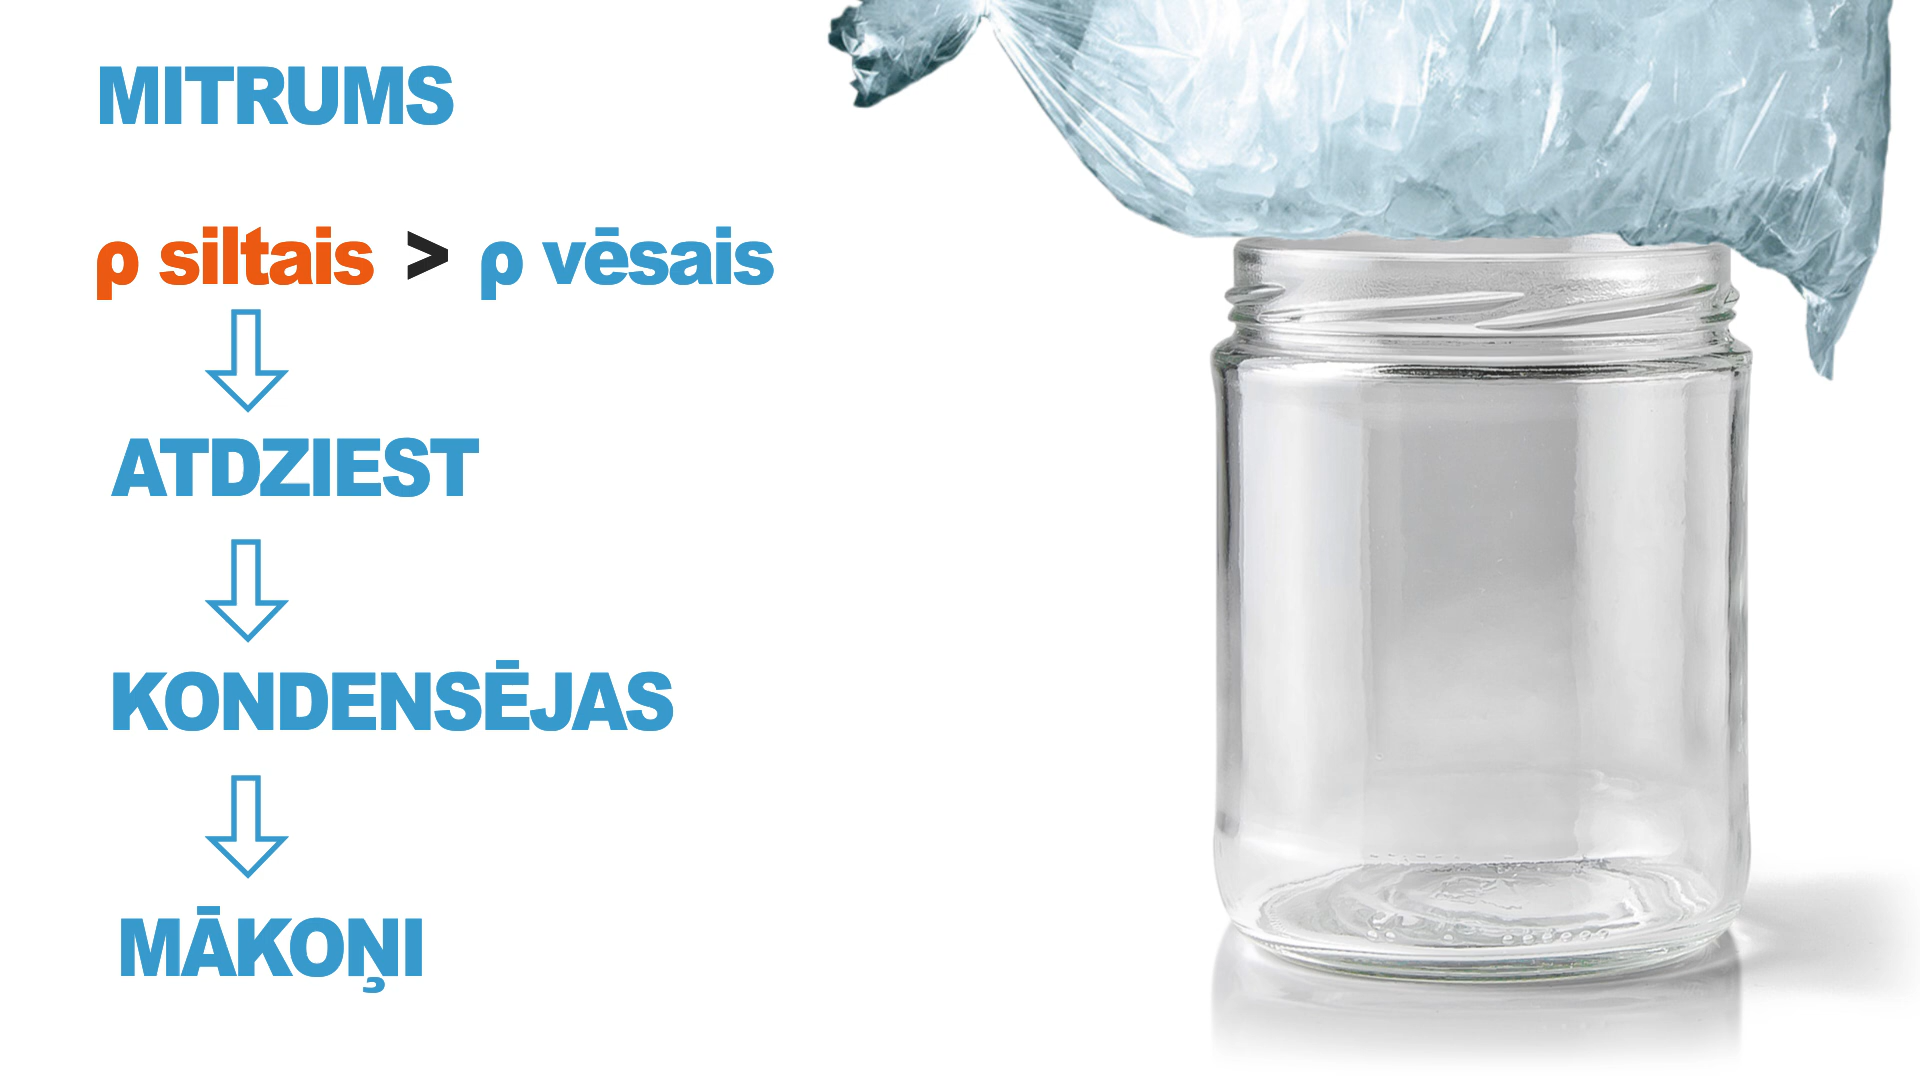 MITRUMS
ρ siltais > ρ vēsais
ATDZIEST
KONDENSĒJAS
MĀKOŅI